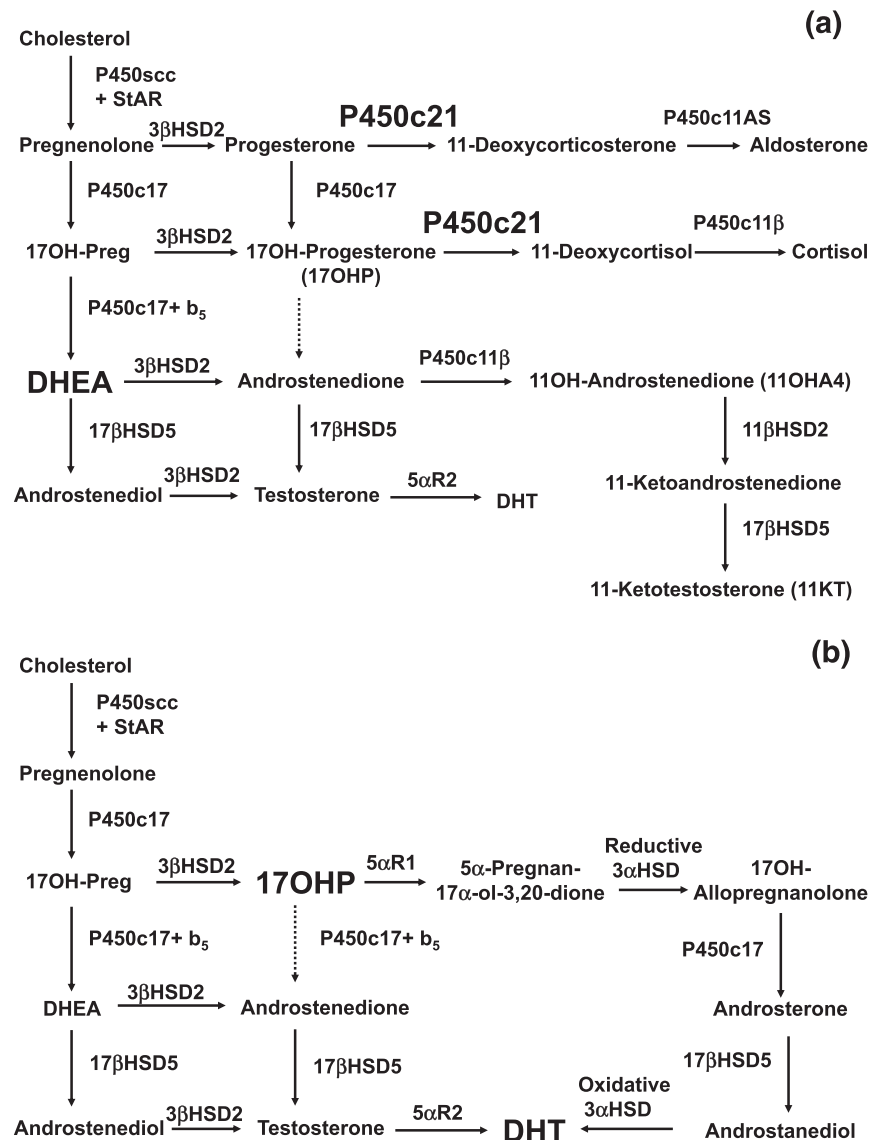 (a)
Cholesterol
P450scc
+ StAR
3βHSD2
P450c21
P450c11AS
Pregnenolone
Progesterone
11-Deoxycorticosterone
Aldosterone
P450c17
P450c17
3βHSD2
P450c21
P450c11β
17OH-Preg
17OH-Progesterone
(17OHP)
11-Deoxycortisol
Cortisol
P450c17+ b₅
3βHSD2
P450c11β
DHEA
Androstenedione
11OH-Androstenedione (11OHA4)
17βHSD5
17βHSD5
11βHSD2
3βHSD2
5αR2
Androstenediol
Testosterone
DHT
11-Ketoandrostenedione
17βHSD5
11-Ketotestosterone (11KT)
(b)
Cholesterol
P450scc
+ StAR
Pregnenolone
P450c17
3βHSD2
17OH-Preg
17OHP
5αR1
5α-Pregnan-
17α-ol-3,20-dione
Reductive
3αHSD
17OH-
Allopregnanolone
P450c17+ b₅
P450c17+ b₅
P450c17
3βHSD2
DHEA
Androstenedione
Androsterone
17βHSD5
17βHSD5
17βHSD5
3βHSD2
5αR2
Oxidative
3αHSD
Androstenediol
Testosterone
DHT
Androstanediol